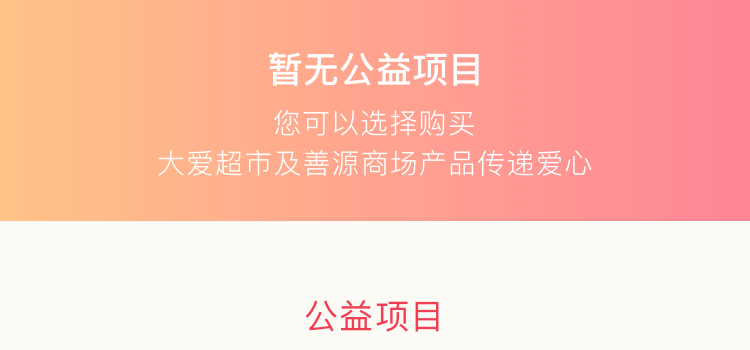 暂无公益项目
您可以选择购买
大爱超市及善源商场产品传递爱心
公益项目